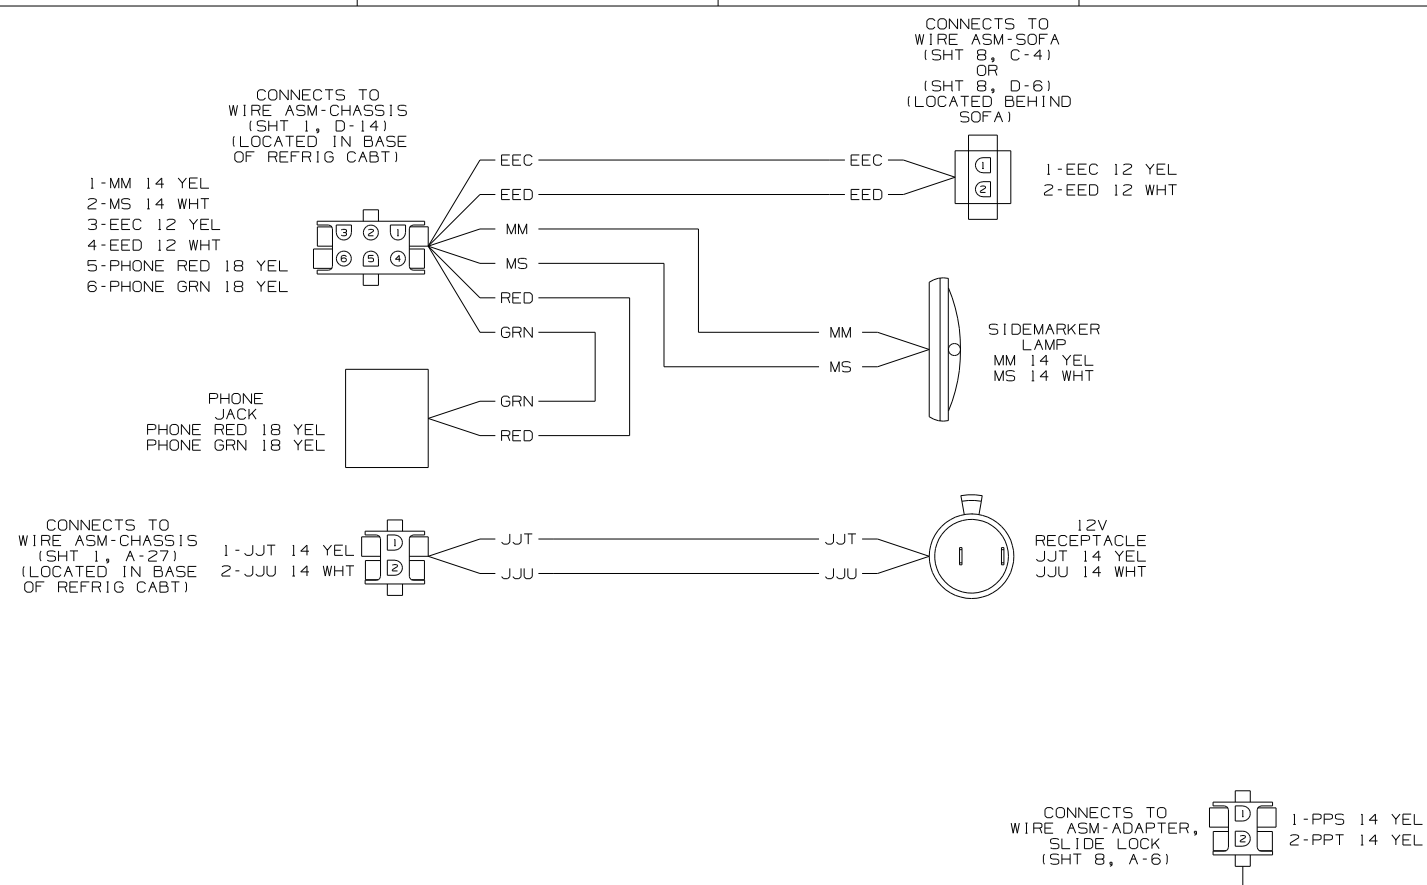 CONNECTS TO
WIRE ASM-SOFA
(SHT 8, C-4)
OR
(SHT 8, D-6)
(LOCATED BEHIND
SOFA)
1
2
1-EEC 12 YEL
2-EED 12 WHT
CONNECTS TO
WIRE ASM-CHASSIS
(SHT 1, D-14)
(LOCATED IN BASE
OF REFRIG CABT)
1-MM 14 YEL
2-MS 14 WHT
3-EEC 12 YEL
4-EED 12 WHT
5-PHONE RED 18 YEL
6-PHONE GRN 18 YEL
3 2 1
6 5 4
EEC EEC
EED EED
MM
MS
RED
GRN
MM
MS
SIDEMARKER
LAMP
MM 14 YEL
MS 14 WHT
PHONE
JACK
PHONE RED 18 YEL
PHONE GRN 18 YEL
GRN
RED
CONNECTS TO
WIRE ASM-CHASSIS
(SHT 1, A-27)
(LOCATED IN BASE
OF REFRIG CABT)
1-JJT 14 YEL
2-JJU 14 WHT
1
2
JJT JJT
JJU JJU
12V
RECEPTACLE
JJT 14 YEL
JJU 14 WHT
CONNECTS TO
WIRE ASM-ADAPTER,
SLIDE LOCK
(SHT 8, A-6)
1
2
1-PPS 14 YEL
2-PPT 14 YEL